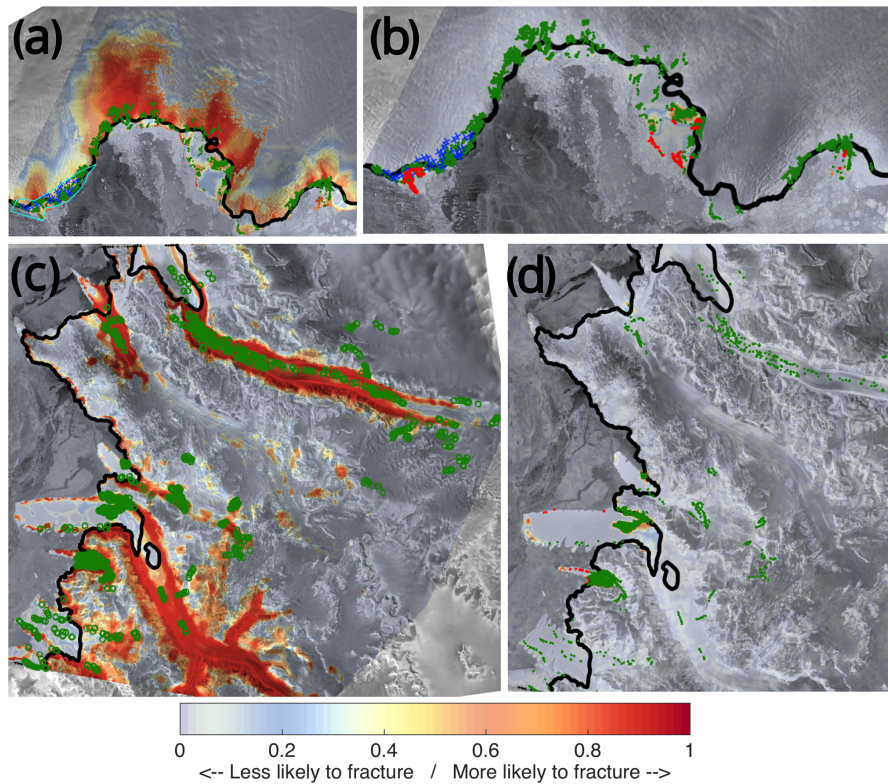 (a)
(b)
(c)
(d)
0 0.2 0.4 0.6 0.8 1
<-- Less likely to fracture / More likely to fracture -->